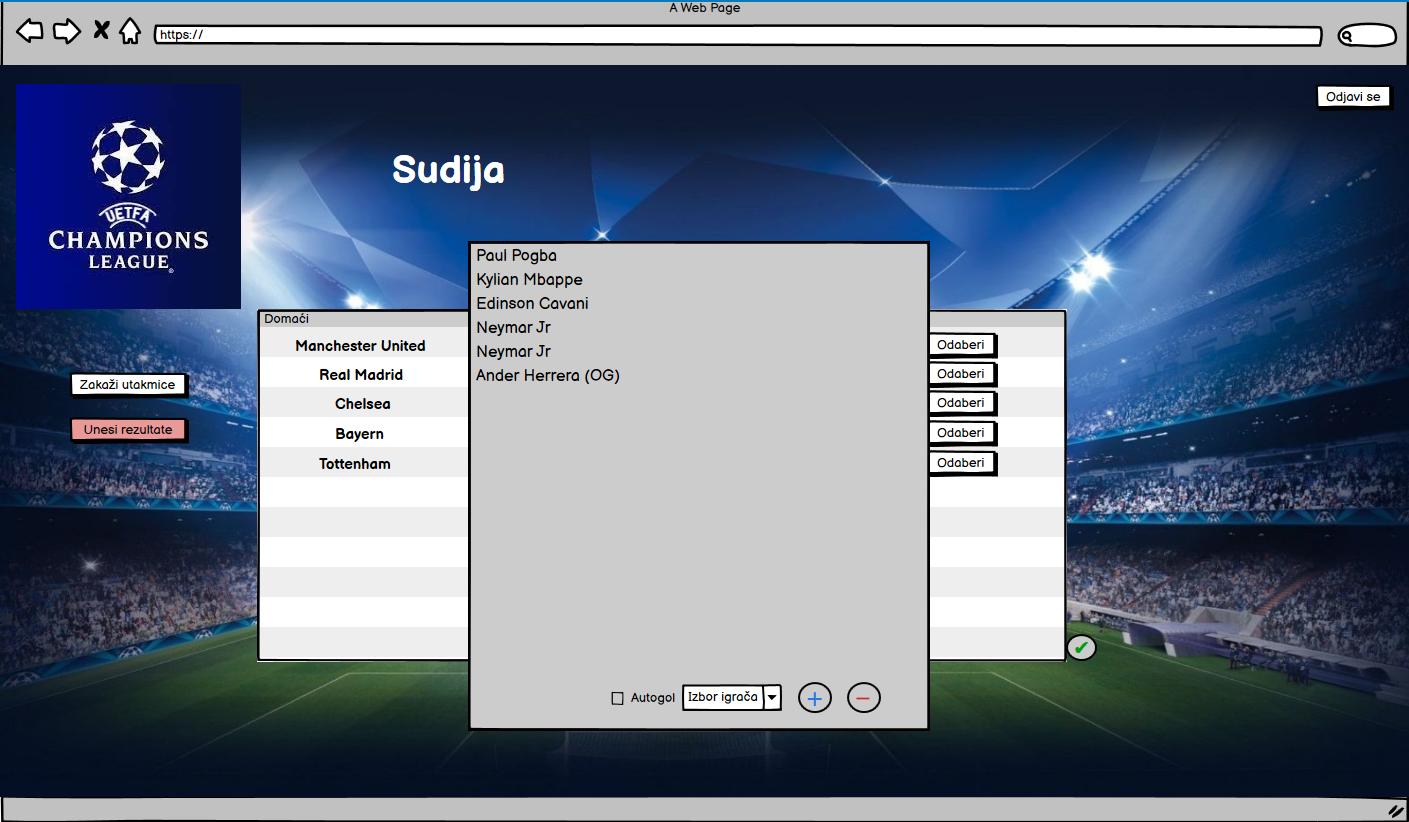 A Web Page
https://
Odjavi se
UETFA
CHAMPIONS
LEAGUE®
Sudija
Paul Pogba
Kylian Mbappe
Edinson Cavani
Neymar Jr
Neymar Jr
Ander Herrera (OG)
Domaći
Manchester United
Odaberi
Real Madrid
Odaberi
Chelsea
Odaberi
Bayern
Odaberi
Tottenham
Odaberi
Zakaži utakmice
Unesi rezultate
Autogol
Izbor igrača